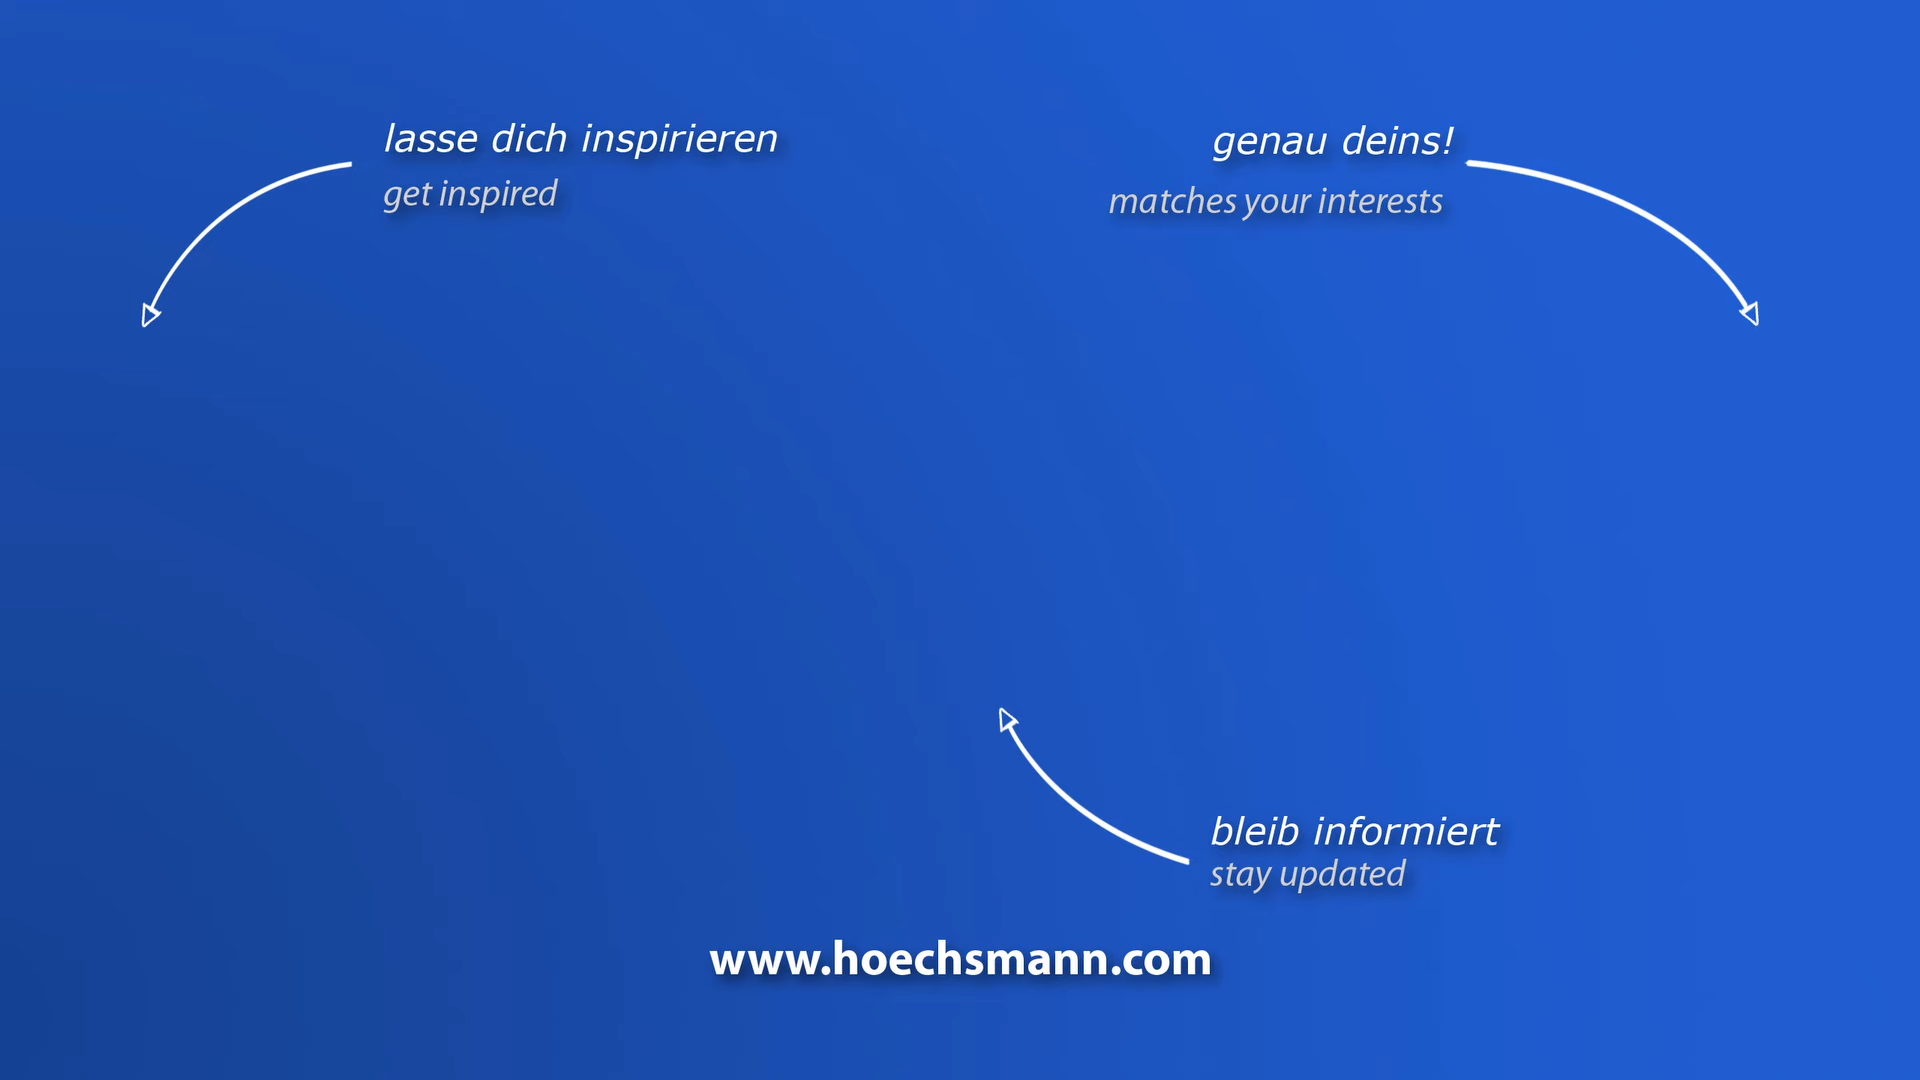 lasse dich inspirieren
get inspired
genau deins!
matches your interests
bleib informiert
stay updated
www.hoechsmann.com